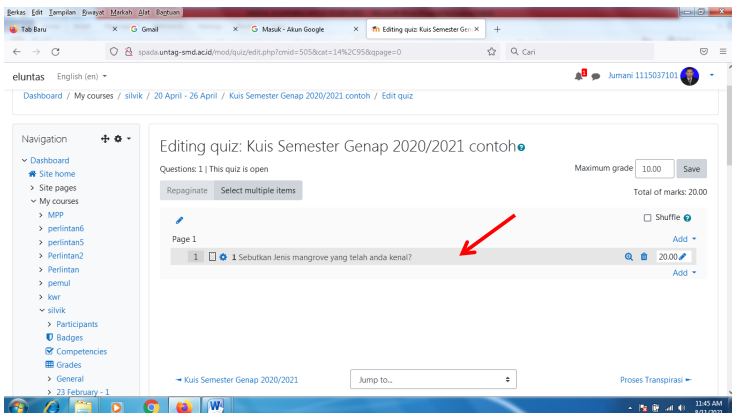 Berkas Edit Tampilan Riwayat Markah Alat Bantuan
Tab Baru
Gmail
Masuk - Akun Google
Editing quiz: Kuis Semester Gen
spada.untag-smd.ac.id/mod/quiz/edit.php?cmid=505&cat=14%2C95&qpage=0
Cari
eluntas English (en)
Jumani 1115037101
Dashboard / My courses / silvik / 20 April - 26 April / Kuis Semester Genap 2020/2021 contoh / Edit quiz
Navigation
Dashboard
Site home
Site pages
My courses
MPP
perlintan6
perlintan5
Perlintan2
Perlintan
pemul
kwr
silvik
Participants
Badges
Competencies
Grades
General
23 February - 1
Editing quiz: Kuis Semester Genap 2020/2021 contoh
Questions: 1 | This quiz is open
Maximum grade 10.00 Save
Repaginate Select multiple items
Total of marks: 20.00
Shuffle
Page 1
Add
1 1 Sebutkan Jenis mangrove yang telah anda kenal? 20.00
Add
Kuis Semester Genap 2020/2021
Jump to...
Proses Transpirasi
11:45 AM